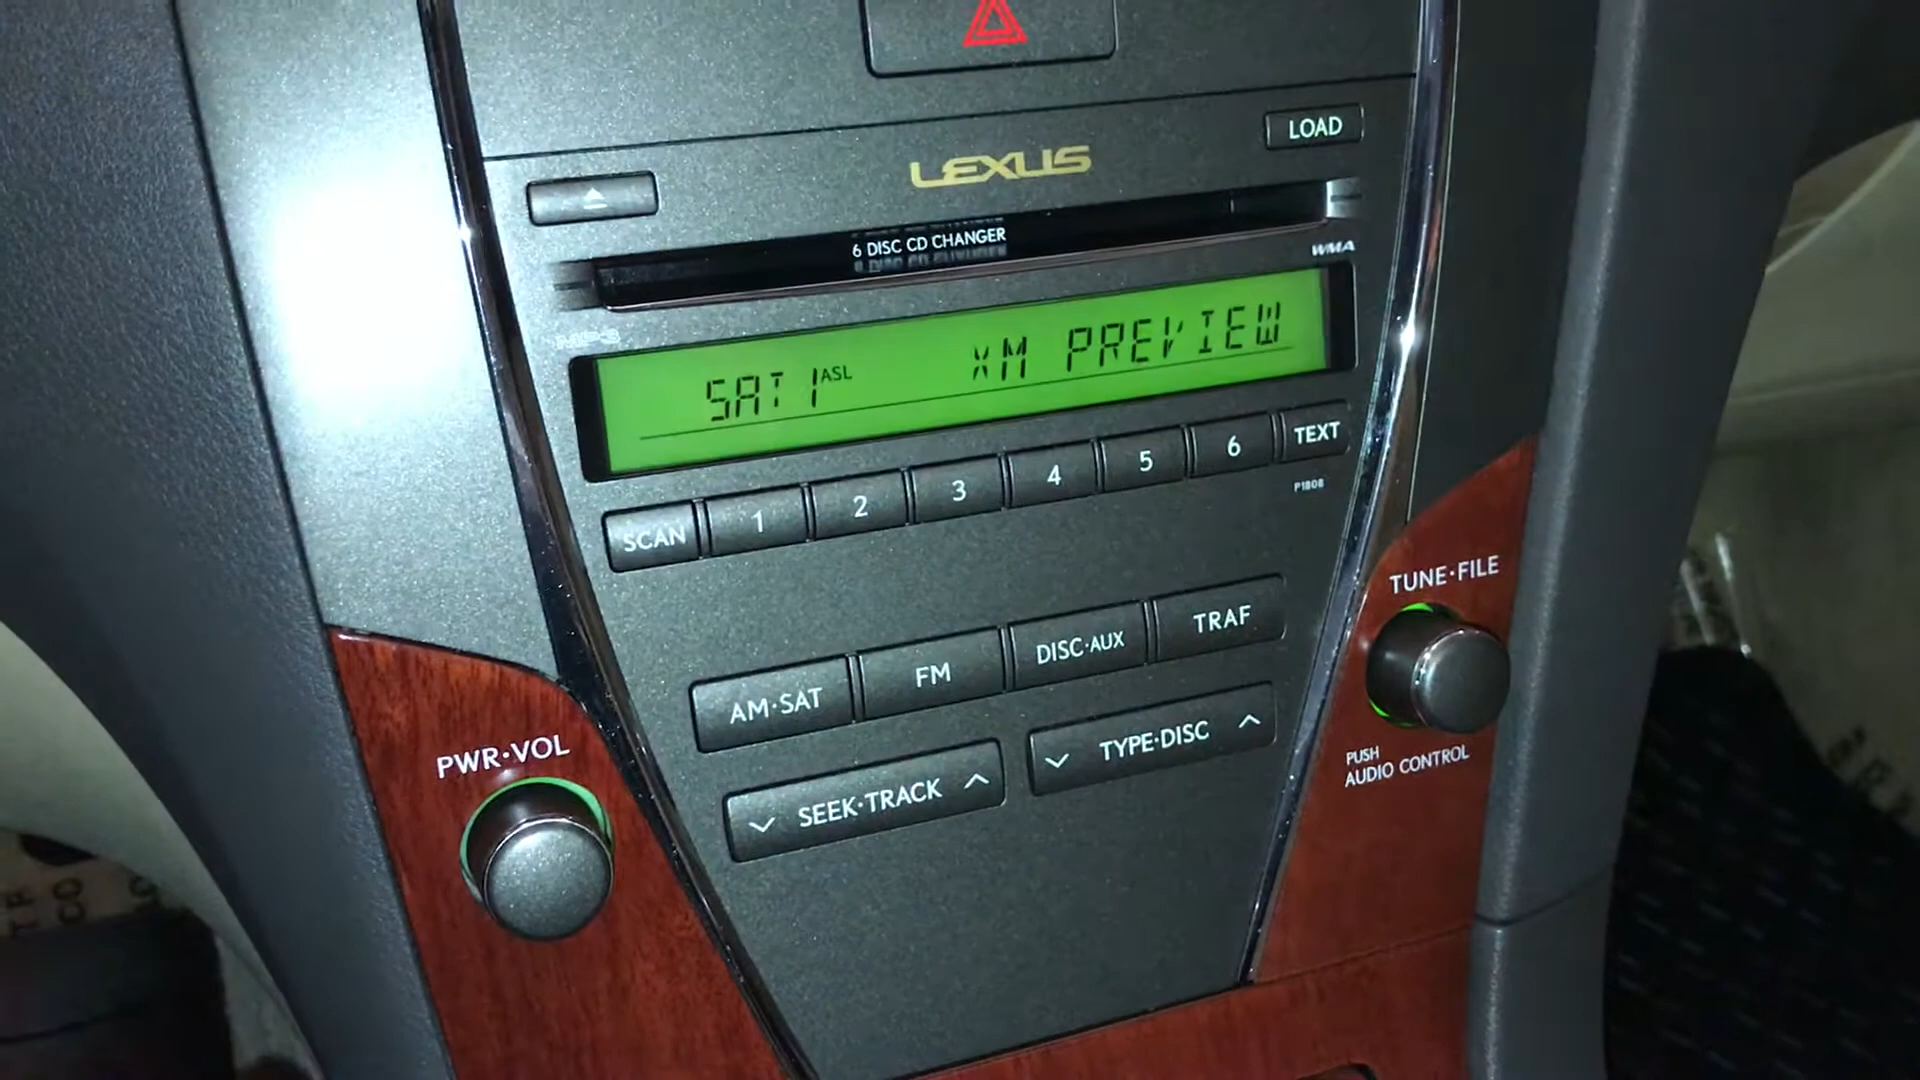 LOAD
LEXUS
6 DISC CD CHANGER
WMA
MP3
SAT 1 ASL XM PREVIEW
SCAN 1 2 3 4 5 6 TEXT
P1808
TUNE·FILE
AM·SAT FM DISC·AUX TRAF
PWR·VOL
SEEK·TRACK
TYPE·DISC
PUSH
AUDIO CONTROL